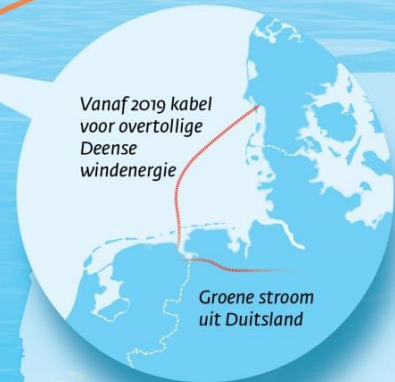 Vanaf 2019 kabel
voor overtollige
Deense
windenergie
Groene stroom
uit Duitsland